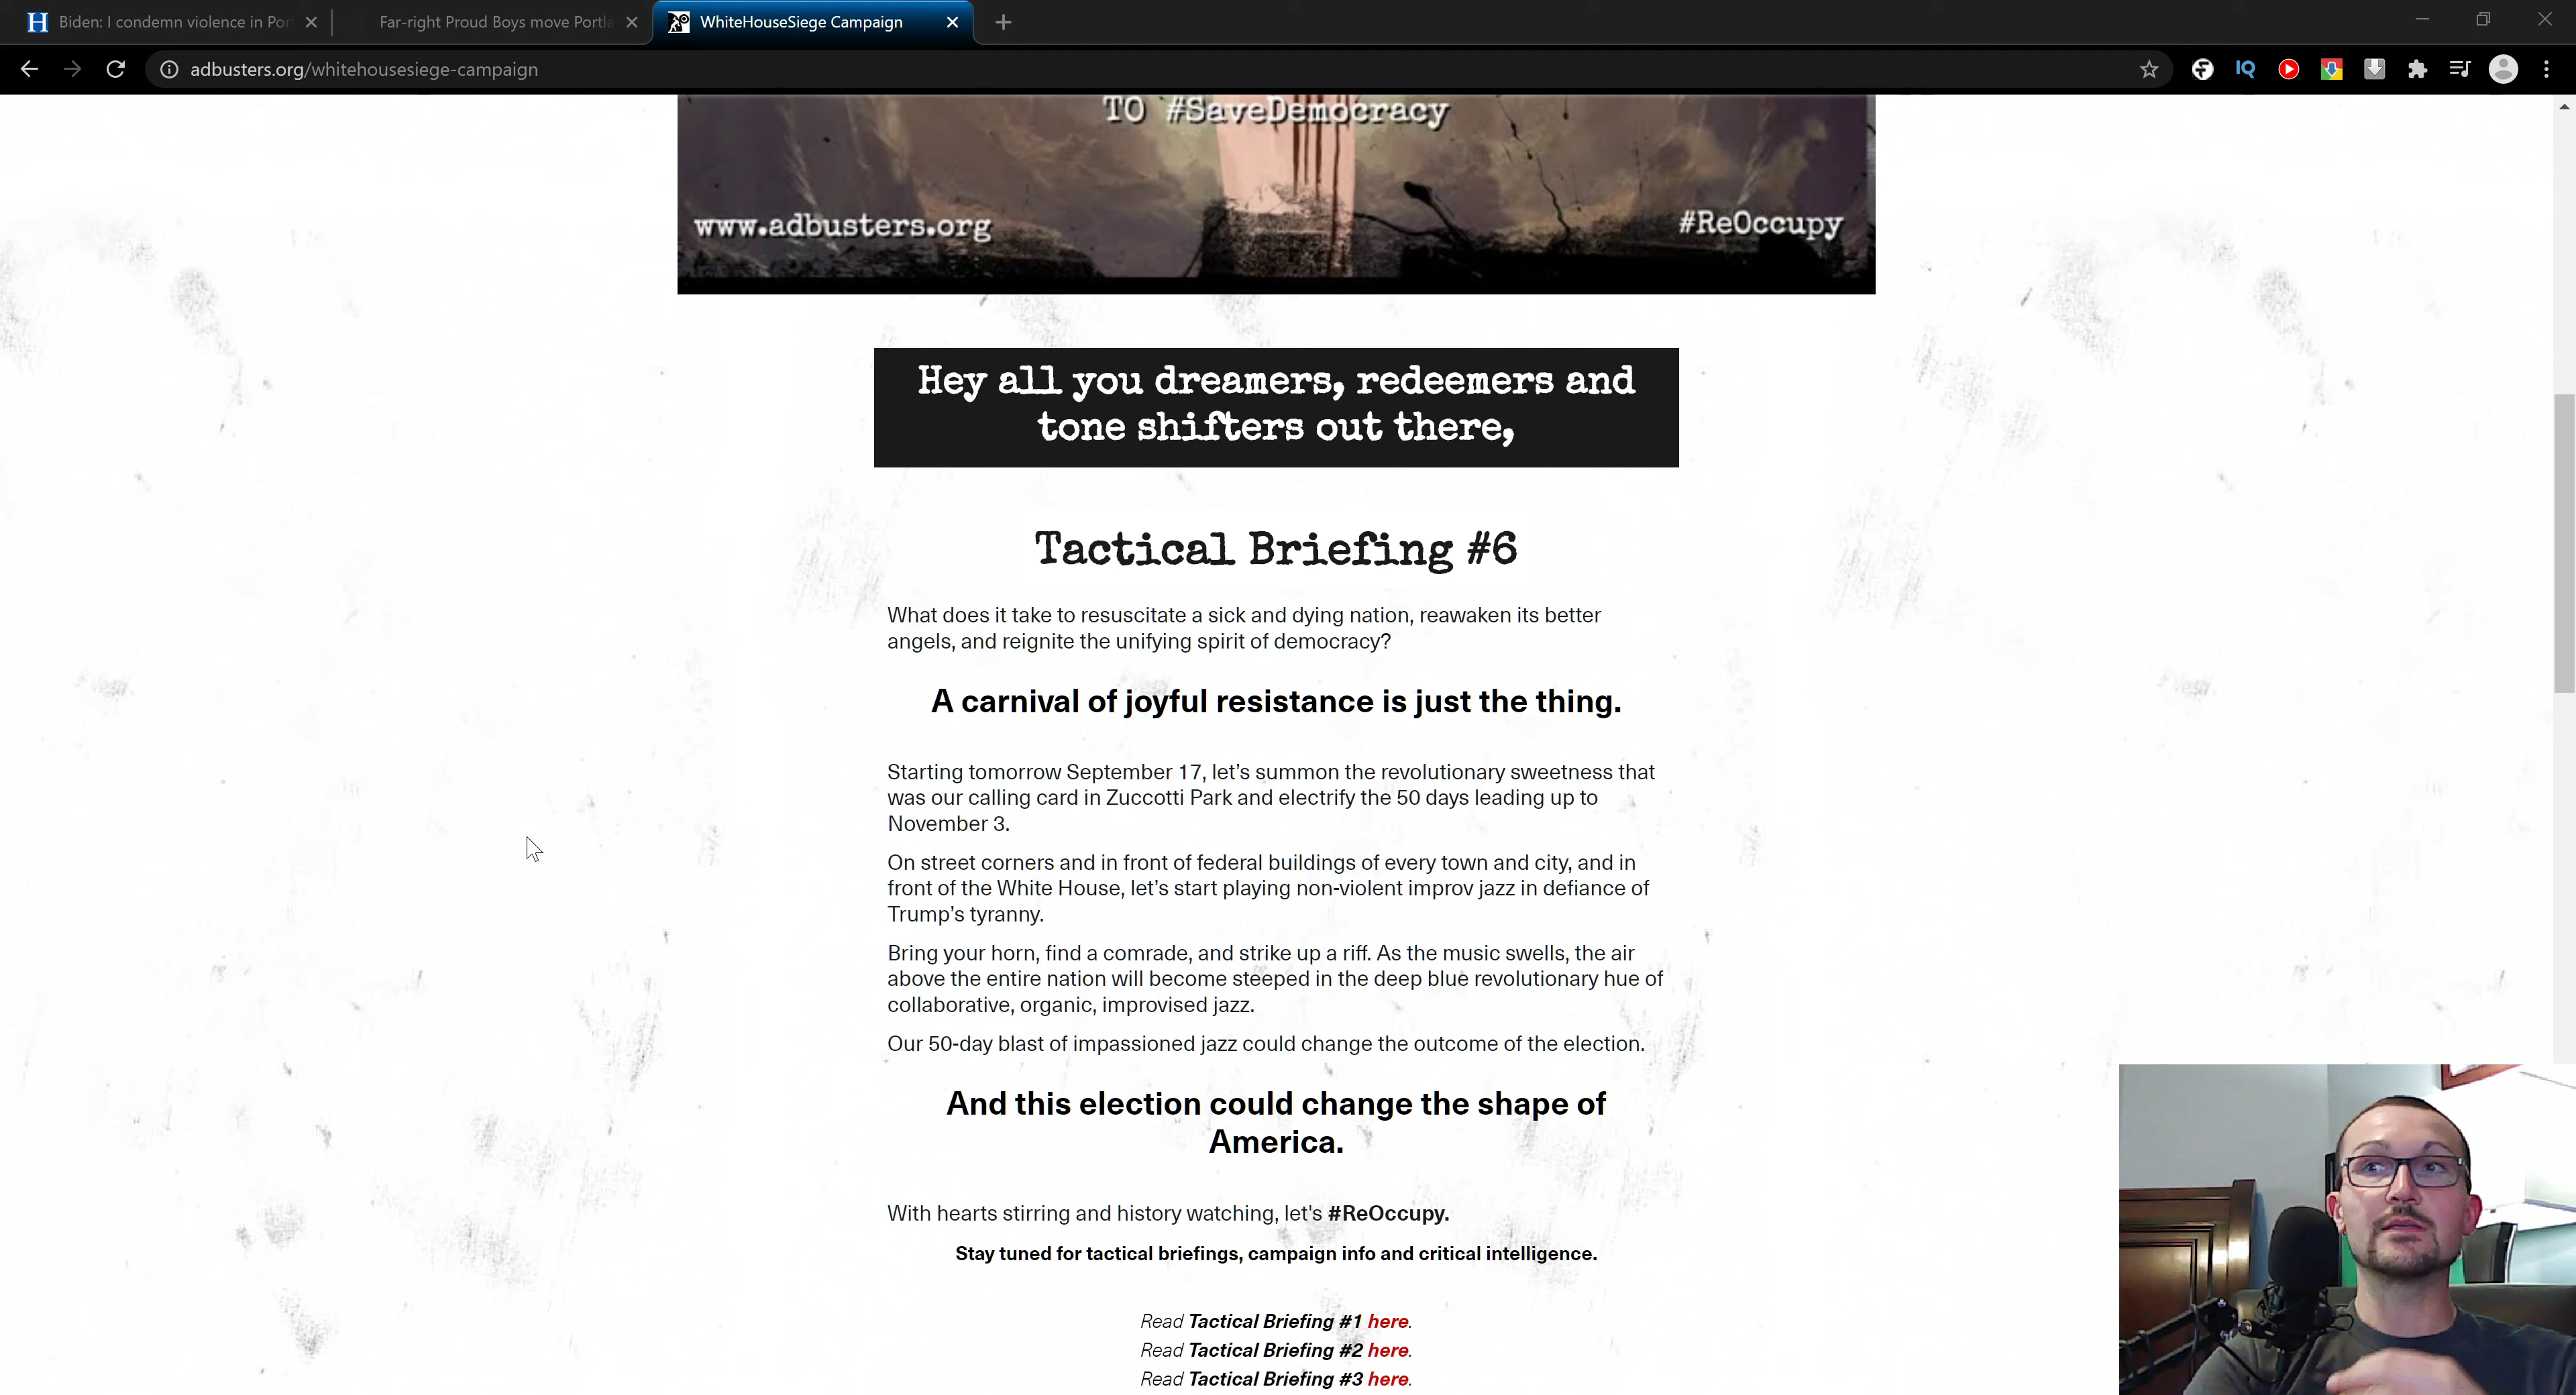 Biden: I condemn violence in Por
Far-right Proud Boys move Portla
WhiteHouseSiege Campaign
adbusters.org/whitehousesiege-campaign
IQ
TO #SaveDemocracy
www.adbusters.org
#ReOccupy
Hey all you dreamers, redeemers and
tone shifters out there,
Tactical Briefing #6
What does it take to resuscitate a sick and dying nation, reawaken its better
angels, and reignite the unifying spirit of democracy?
A carnival of joyful resistance is just the thing.
Starting tomorrow September 17, let’s summon the revolutionary sweetness that
was our calling card in Zuccotti Park and electrify the 50 days leading up to
November 3.
On street corners and in front of federal buildings of every town and city, and in
front of the White House, let’s start playing non-violent improv jazz in defiance of
Trump’s tyranny.
Bring your horn, find a comrade, and strike up a riff. As the music swells, the air
above the entire nation will become steeped in the deep blue revolutionary hue of
collaborative, organic, improvised jazz.
Our 50-day blast of impassioned jazz could change the outcome of the election.
And this election could change the shape of
America.
With hearts stirring and history watching, let's #ReOccupy.
Stay tuned for tactical briefings, campaign info and critical intelligence.
Read Tactical Briefing #1 here.
Read Tactical Briefing #2 here.
Read Tactical Briefing #3 here.